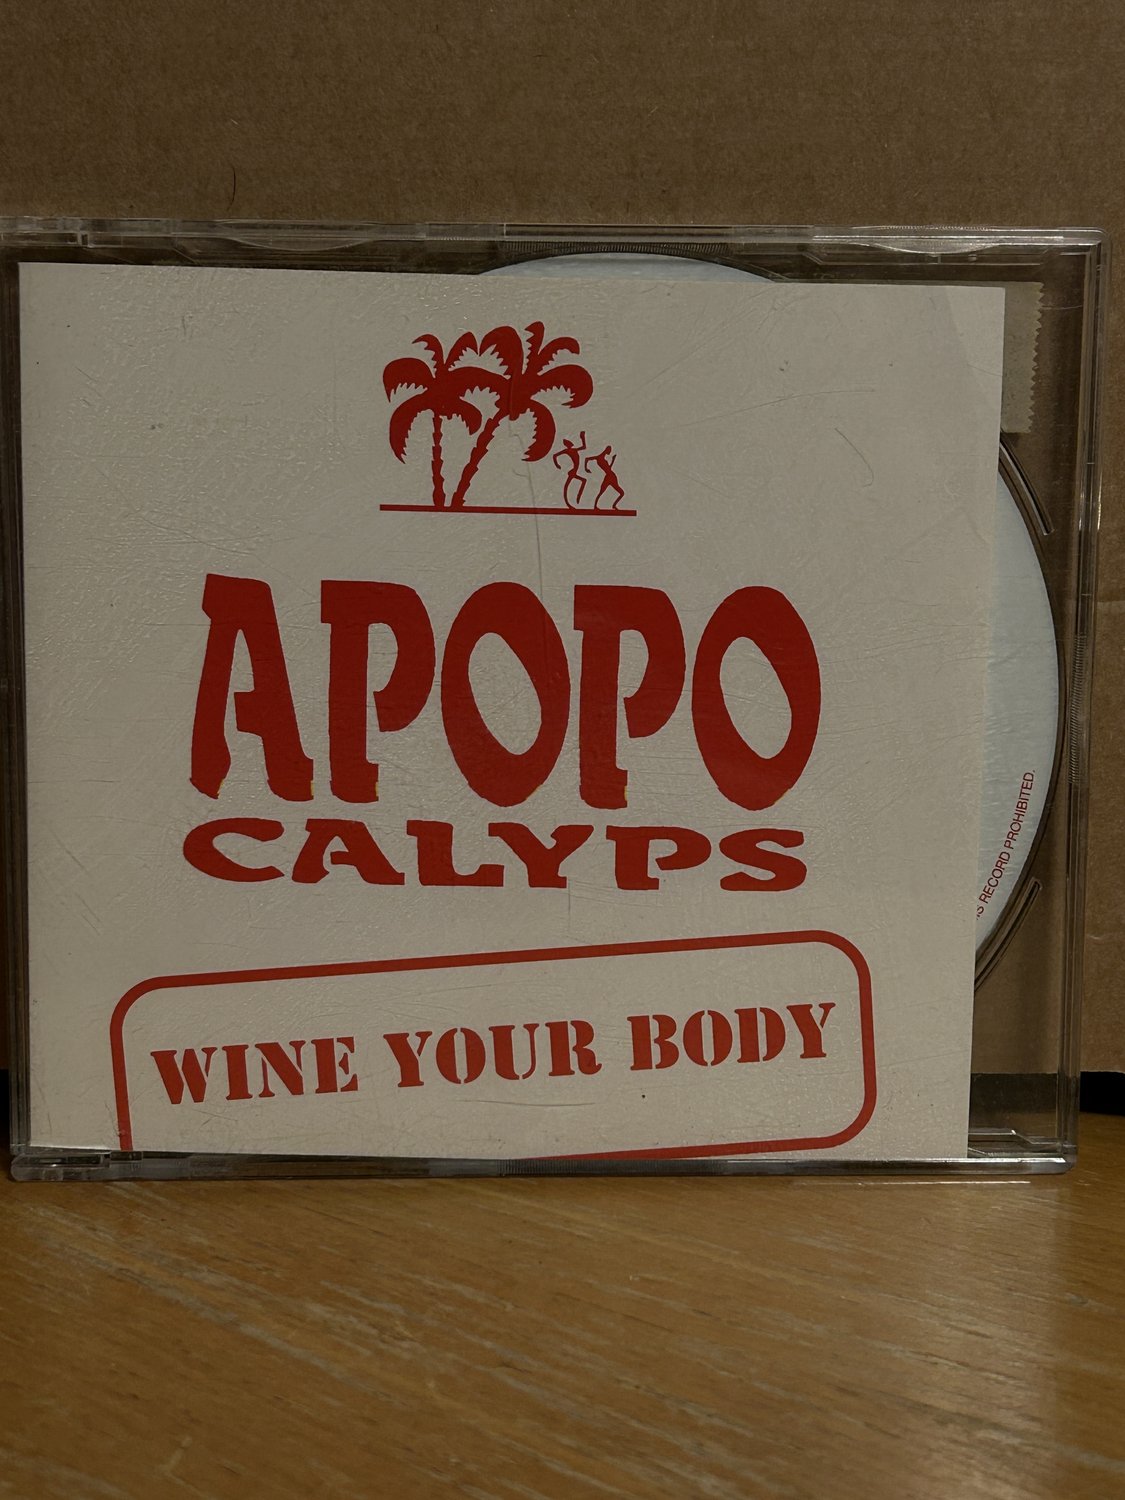 APOPO
CALYPS
WINE YOUR BODY
RECORD PROHIBITED.